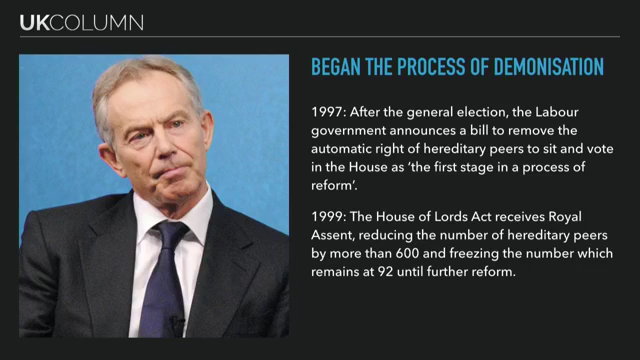 UKCOLUMN
BEGAN THE PROCESS OF DEMONISATION
1997: After the general election, the Labour
government announces a bill to remove the
automatic right of hereditary peers to sit and vote
in the House as ‘the first stage in a process of
reform’.
1999: The House of Lords Act receives Royal
Assent, reducing the number of hereditary peers
by more than 600 and freezing the number which
remains at 92 until further reform.